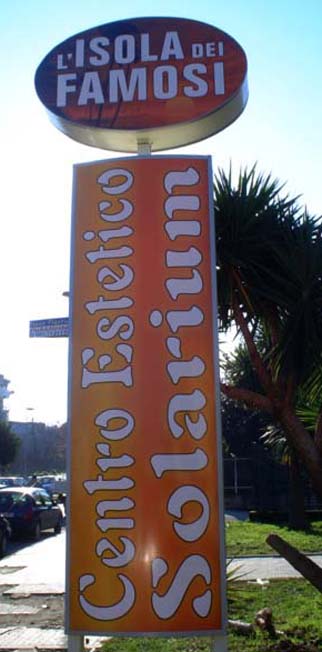 L'ISOLA DEI
FAMOSI
Centro Estetico
Solarium